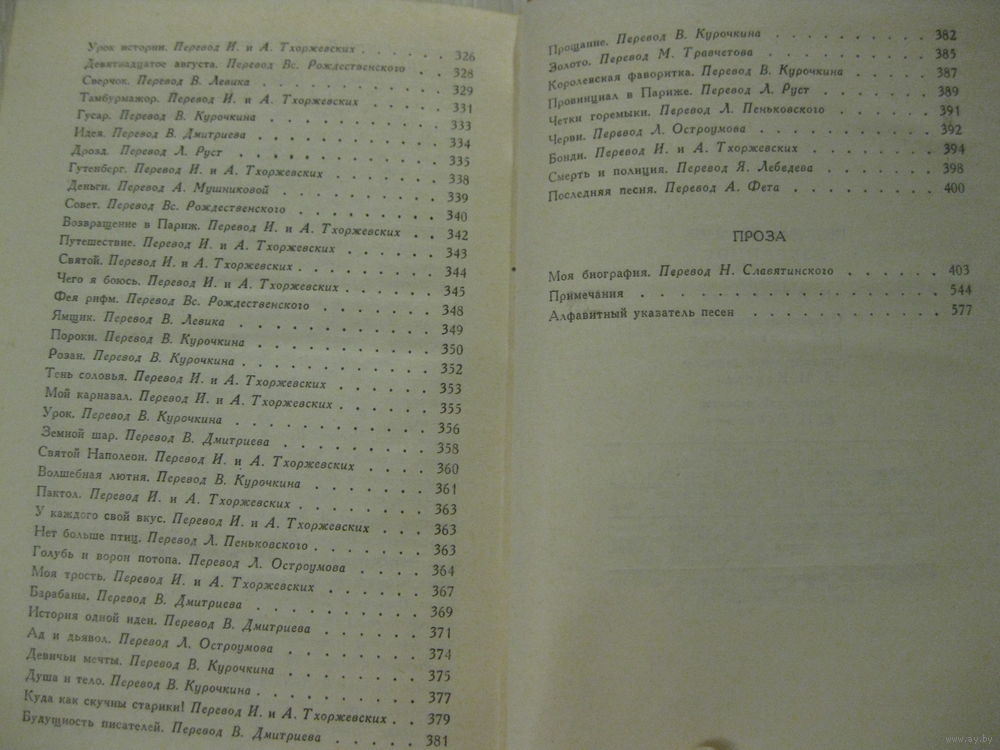 Урок истории. Перевод И. и А. Тхоржевских . . . . . . 326
Девятнадцатое августа. Перевод Вс. Рождественского . 328
Сверчок. Перевод В. Левика . . . . . . . . . . 329
Тамбурмажор. Перевод И. и А. Тхоржевских . . . . . . 331
Гусар. Перевод В. Курочкина . . . . . . . . . . 333
Идея. Перевод В. Дмитриева . . . . . . . . . . 334
Дрозд. Перевод Л. Руст . . . . . . . . . . . 335
Гутенберг. Перевод И. и А. Тхоржевских . . . . . . . 338
Деньги. Перевод А. Мушниковой . . . . . . . . . 339
Совет. Перевод Вс. Рождественского . . . . . . . . 340
Возвращение в Париж. Перевод И. и А. Тхоржевских . . . 342
Путешествие. Перевод И. и А. Тхоржевских . . . . . . 343
Святой. Перевод И. и А. Тхоржевских . . . . . . . . 344
Чего я боюсь. Перевод И. и А. Тхоржевских . . . . . . 345
Фея рифм. Перевод Вс. Рождественского . . . . . . . 348
Ямщик. Перевод В. Левика . . . . . . . . . . . 349
Пороки. Перевод В. Курочкина . . . . . . . . . . 350
Розан. Перевод В. Курочкина . . . . . . . . . . 352
Тень соловья. Перевод И. и А. Тхоржевских . . . . . . 353
Мой карнавал. Перевод И. и А. Тхоржевских . . . . . . 355
Урок. Перевод В. Курочкина . . . . . . . . . . 356
Земной шар. Перевод В. Дмитриева . . . . . . . . 358
Святой Наполеон. Перевод И. и А. Тхоржевских . . . . . 360
Волшебная лютня. Перевод В. Курочкина . . . . . . . 361
Пактол. Перевод И. и А. Тхоржевских . . . . . . . . 363
У каждого свой вкус. Перевод И. и А. Тхоржевских . . . 363
Нет больше птиц. Перевод Л. Пеньковского . . . . . . 363
Голубь и ворон потопа. Перевод Л. Остроумова . . . . 364
Моя трость. Перевод И. и А. Тхоржевских . . . . . . 367
Барабаны. Перевод В. Дмитриева . . . . . . . . . 369
История одной идеи. Перевод В. Дмитриева . . . . . . 371
Ад и дьявол. Перевод Л. Остроумова . . . . . . . . 374
Девичьи мечты. Перевод В. Курочкина . . . . . . . . 375
Душа и тело. Перевод В. Курочкина . . . . . . . . . 377
Куда как скучны старики! Перевод И. и А. Тхоржевских . . 379
Будущность писателей. Перевод В. Дмитриева . . . . . 381
Прощание. Перевод В. Курочкина . . . . . . . . . 382
Золото. Перевод М. Травчетова . . . . . . . . . 385
Королевская фаворитка. Перевод В. Курочкина . . . . . 387
Провинциал в Париже. Перевод Л. Руст . . . . . . . 389
Четки горемыки. Перевод Л. Пеньковского . . . . . . 391
Черви. Перевод Л. Остроумова . . . . . . . . . . 392
Бонди. Перевод И. и А. Тхоржевских . . . . . . . . 394
Смерть и полиция. Перевод Я. Лебедева . . . . . . . 398
Последняя песня. Перевод А. Фета . . . . . . . . . 400
ПРОЗА
Моя биография. Перевод Н. Славятинского . . . . . . 403
Примечания . . . . . . . . . . . . . . . . 544
Алфавитный указатель песен . . . . . . . . . . . 577
www.ay.by